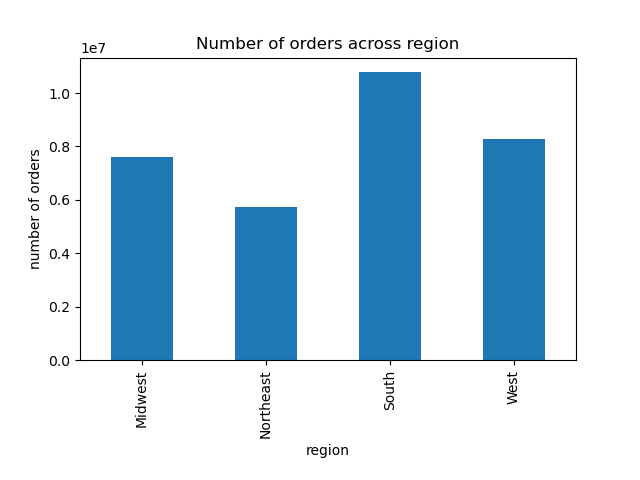 Number of orders across region
1e7
number of orders
1.0
0.8
0.6
0.4
0.2
0.0
Midwest
Northeast
South
West
region